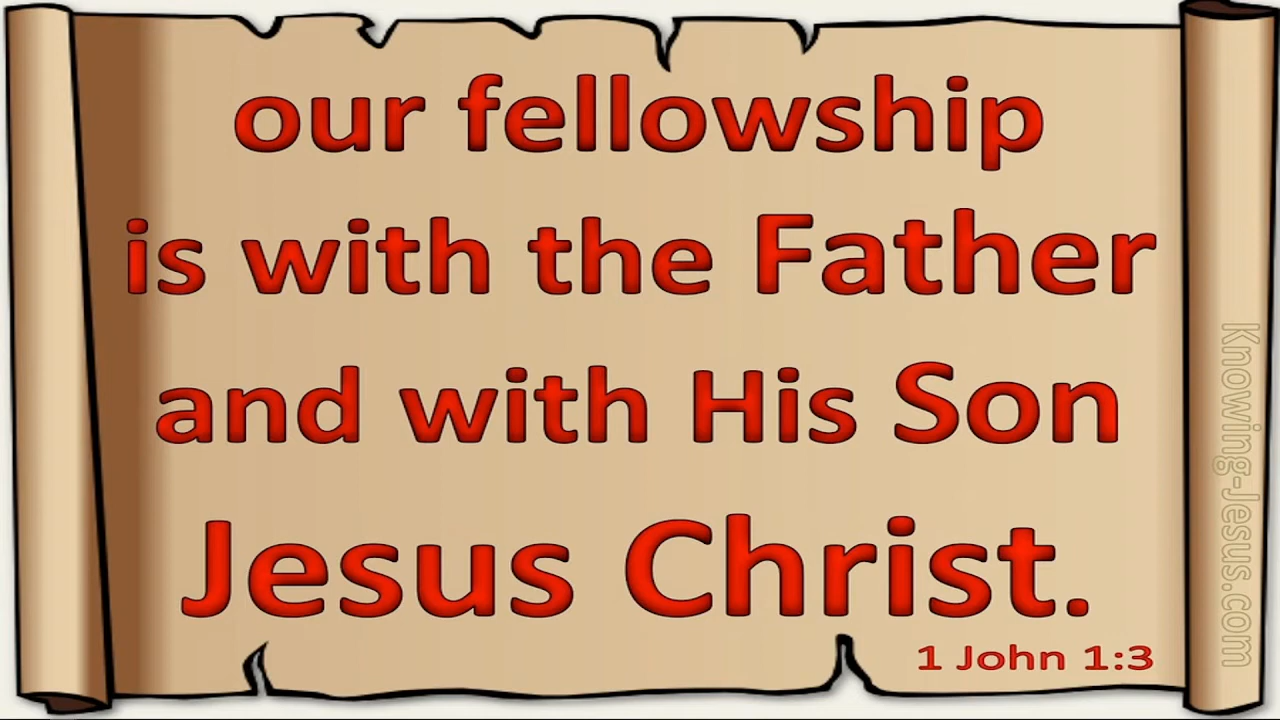 our fellowship
is with the Father
and with His Son
Jesus Christ.
1 John 1:3
Knowing-Jesus.com